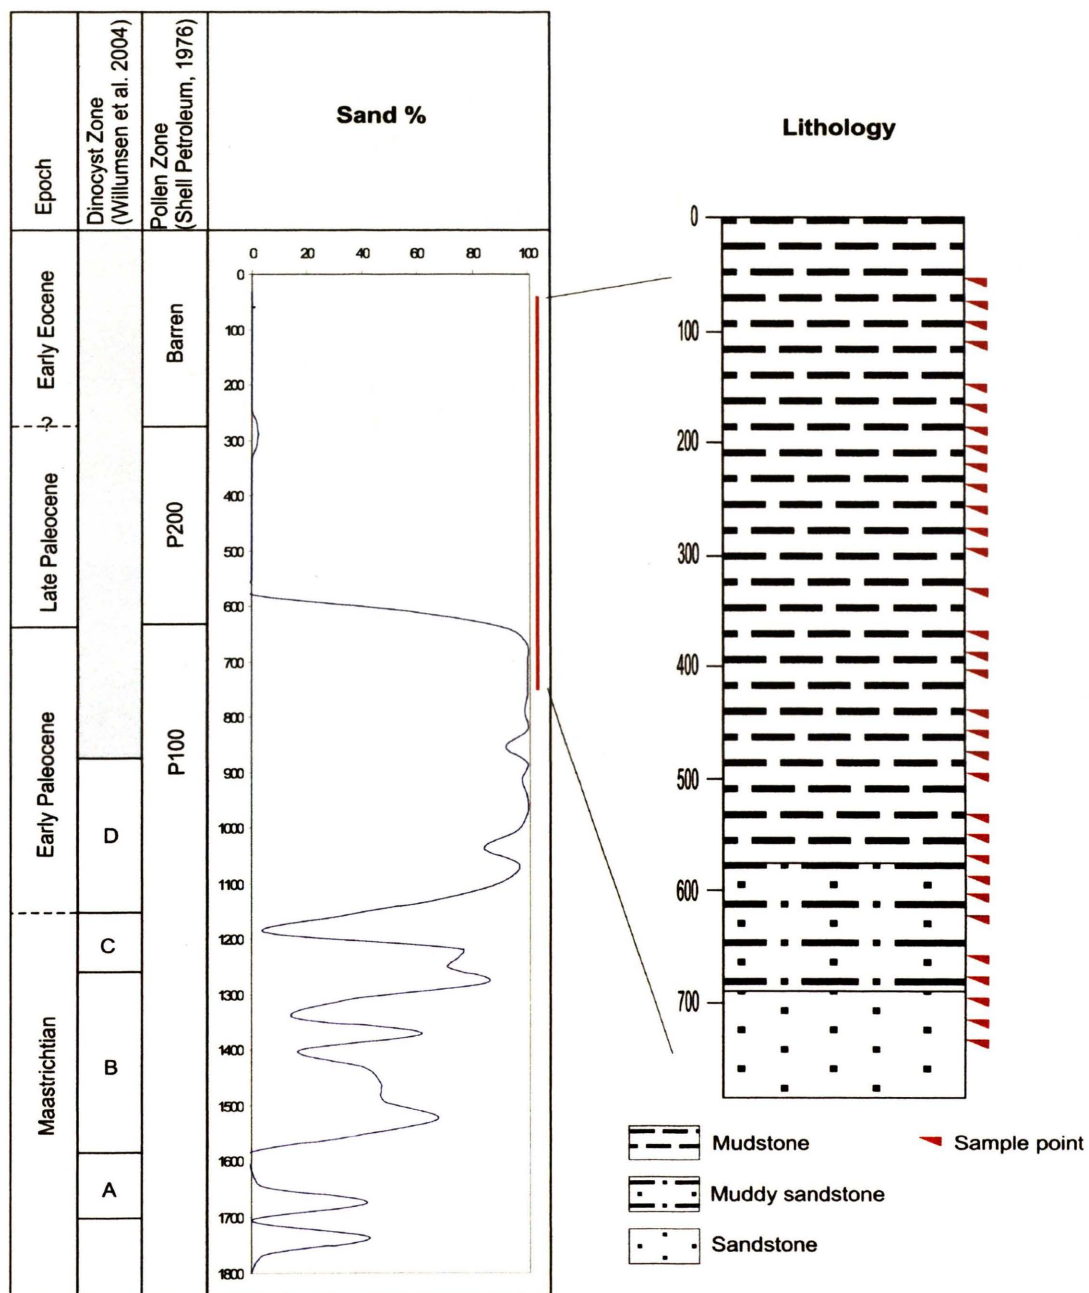 Epoch
Dinocyst Zone
(Willumsen et al. 2004)
Pollen Zone
(Shell Petroleum, 1976)
Sand %
Lithology
Early Eocene
?
Late Paleocene
Early Paleocene
Maastrichtian
D
C
B
A
Barren
P200
P100
0 20 40 60 80 100
0
100
200
300
400
500
600
700
800
900
1000
1100
1200
1300
1400
1500
1600
1700
1800
0
100
200
300
400
500
600
700
Mudstone
Sample point
Muddy sandstone
Sandstone